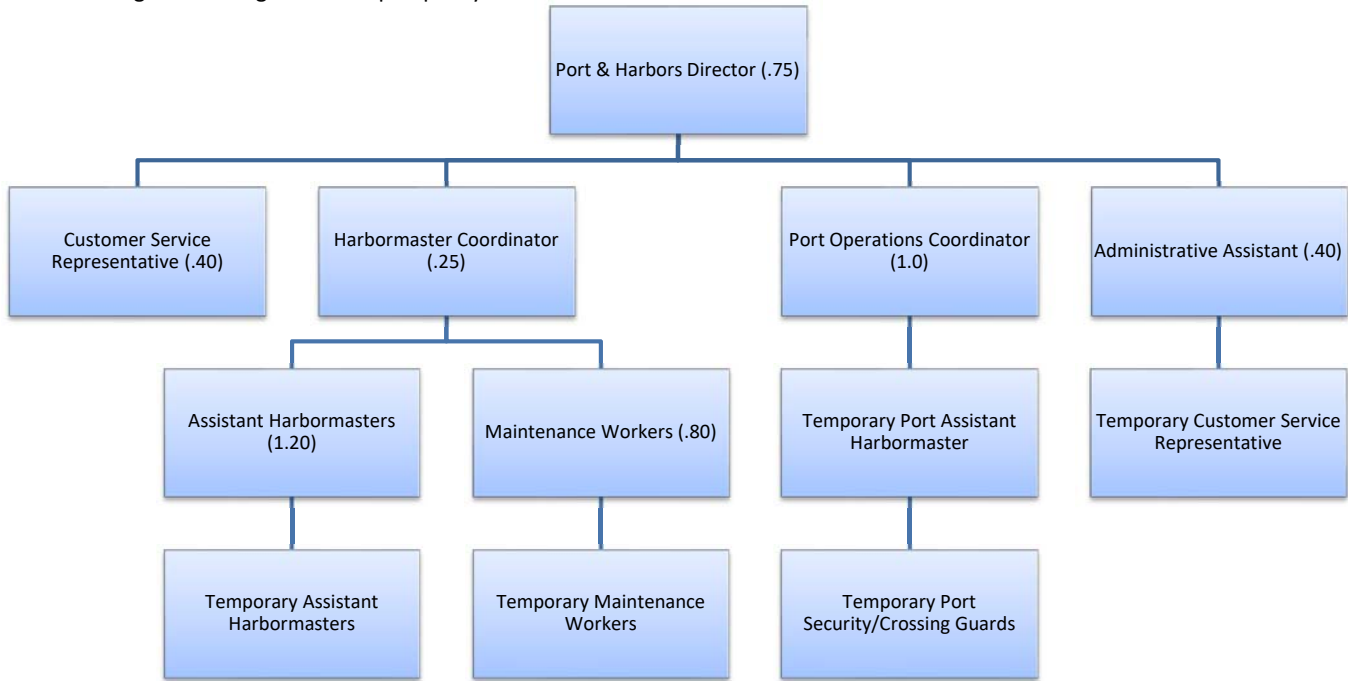 Port & Harbors Director (.75)
Customer Service
Representative (.40)
Harbormaster Coordinator
(.25)
Port Operations Coordinator
(1.0)
Administrative Assistant (.40)
Assistant Harbormasters
(1.20)
Maintenance Workers (.80)
Temporary Port Assistant
Harbormaster
Temporary Customer Service
Representative
Temporary Assistant
Harbormasters
Temporary Maintenance
Workers
Temporary Port
Security/Crossing Guards